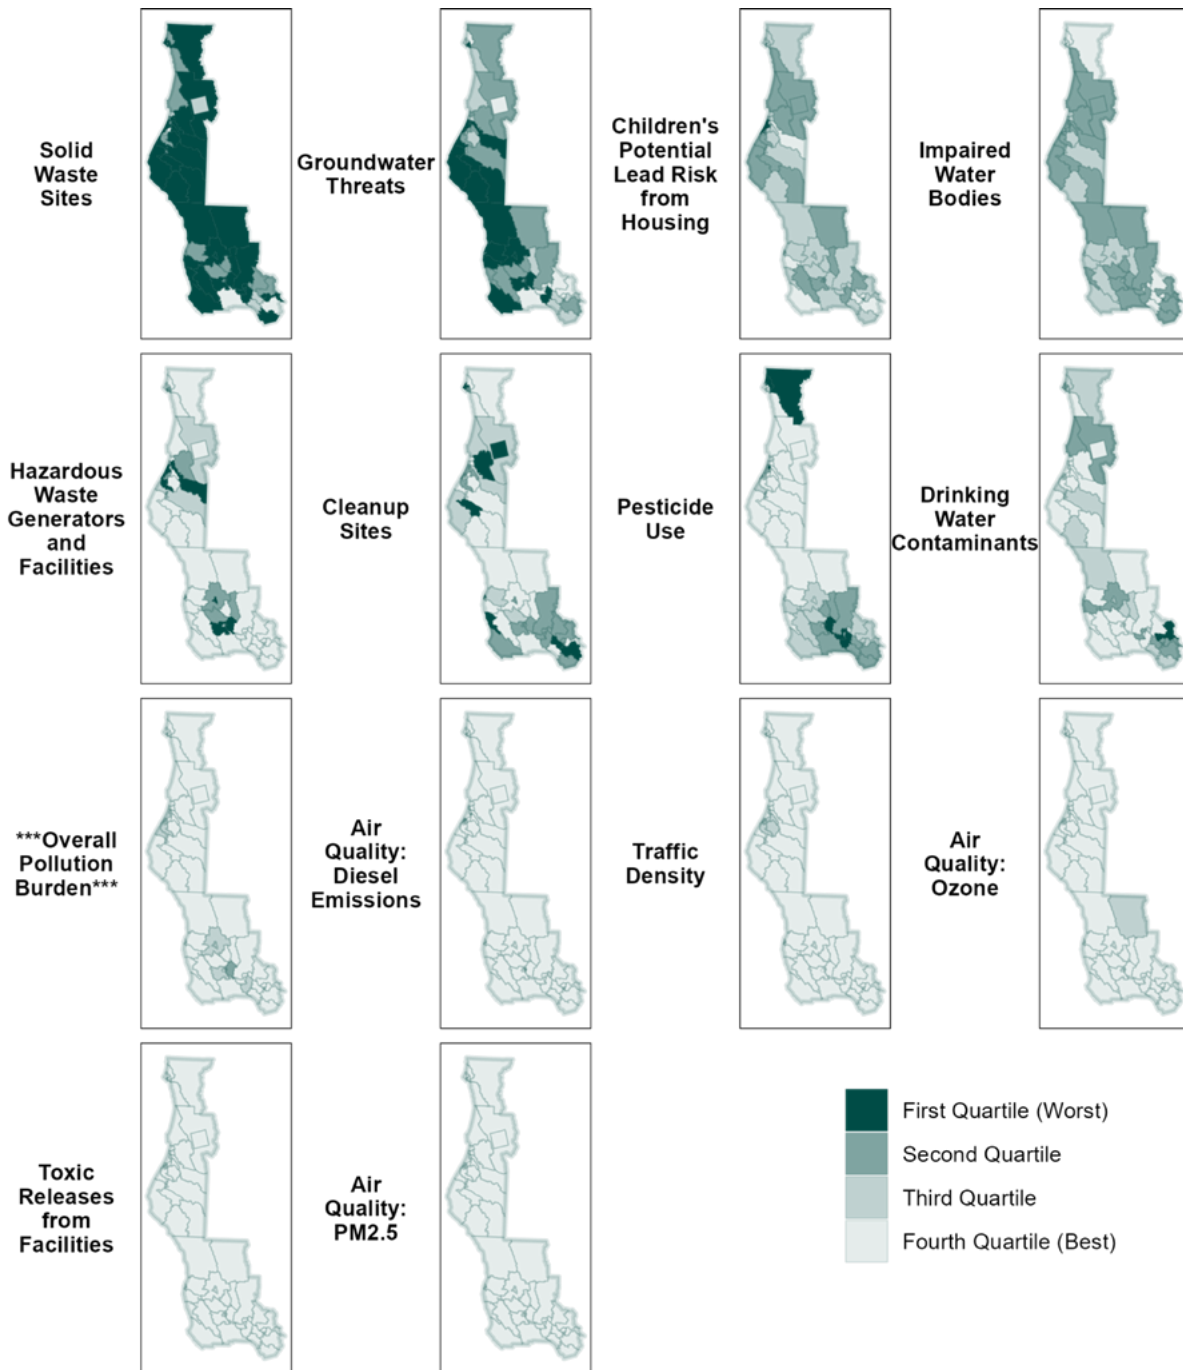 Solid
Waste
Sites
Groundwater
Threats
Children's
Potential
Lead Risk
from
Housing
Impaired
Water
Bodies
Hazardous
Waste
Generators
and
Facilities
Cleanup
Sites
Pesticide
Use
Drinking
Water
Contaminants
***Overall
Pollution
Burden***
Air
Quality:
Diesel
Emissions
Traffic
Density
Air
Quality:
Ozone
Toxic
Releases
from
Facilities
Air
Quality:
PM2.5
First Quartile (Worst)
Second Quartile
Third Quartile
Fourth Quartile (Best)